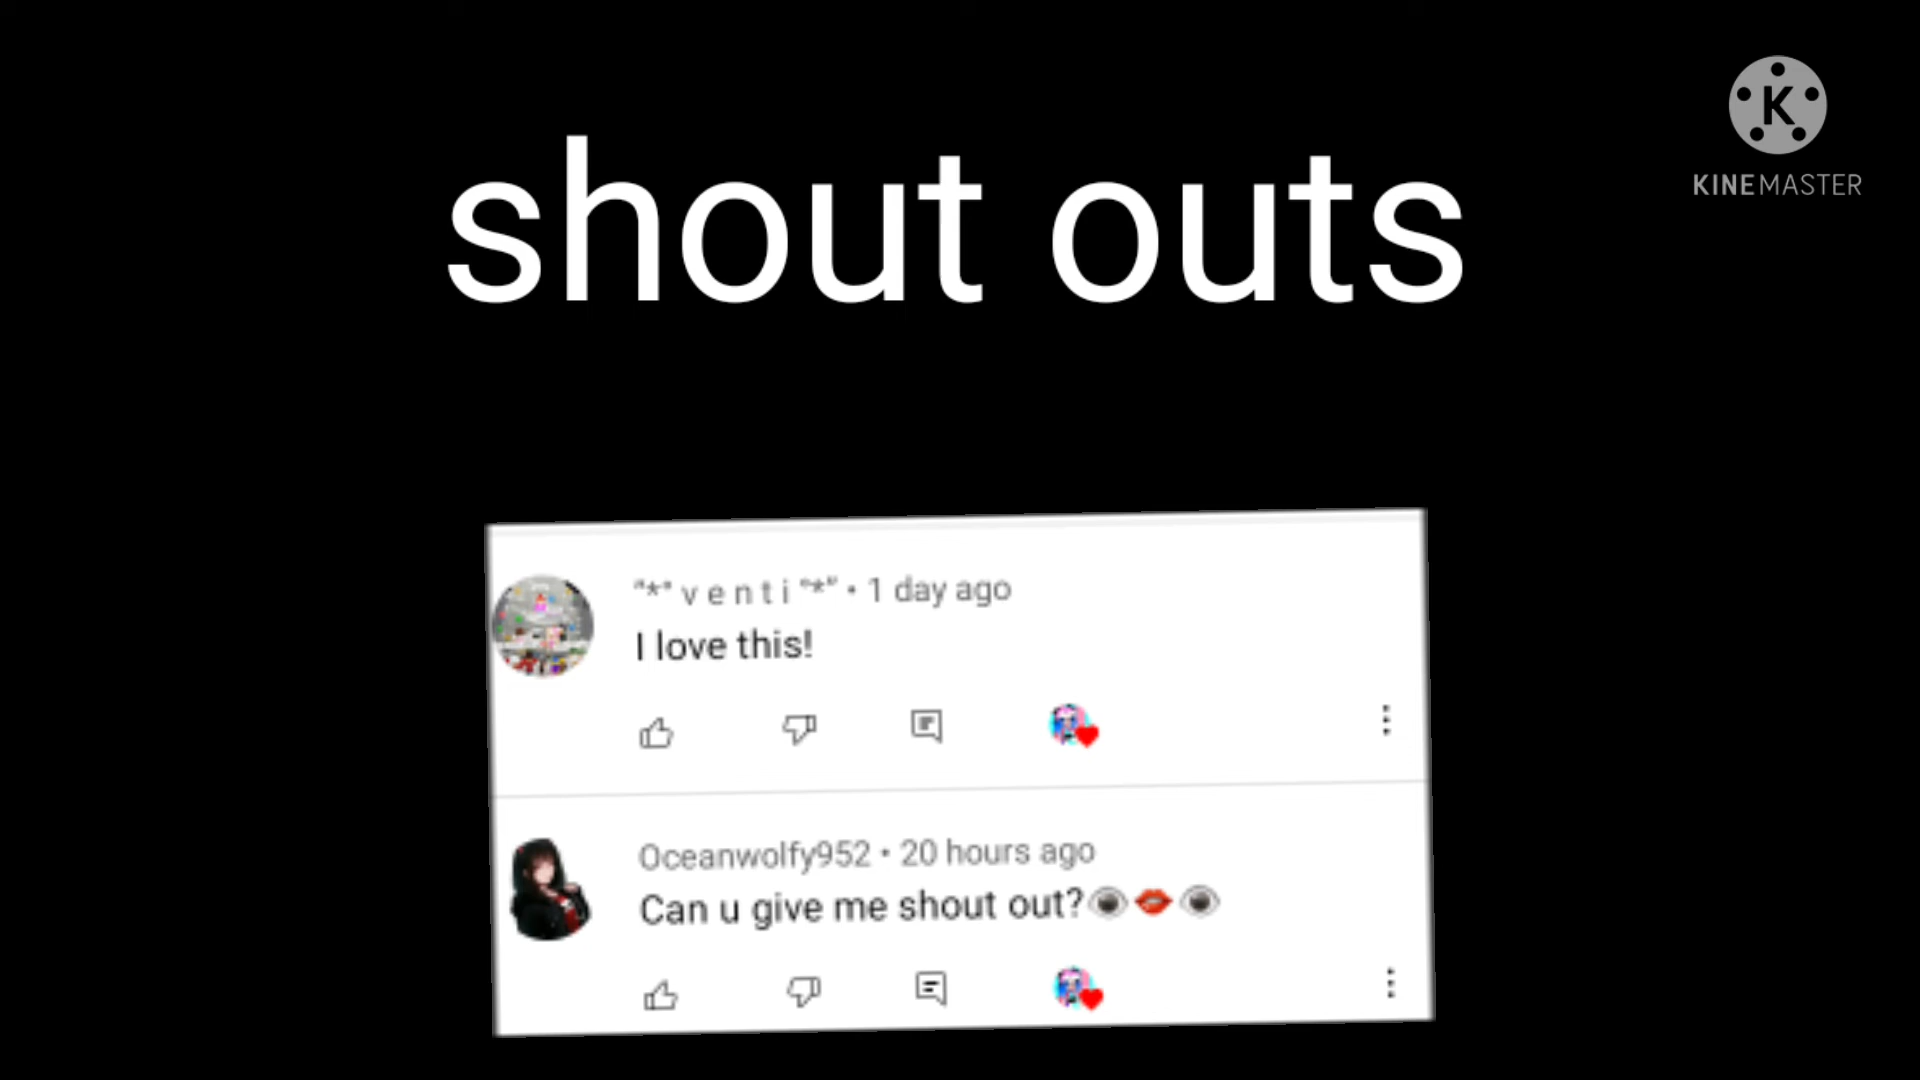 shout outs
K
KINEMASTER
"*" v e n t i "*" • 1 day ago
I love this!
Oceanwolfy952 • 20 hours ago
Can u give me shout out?👁️👄👁️